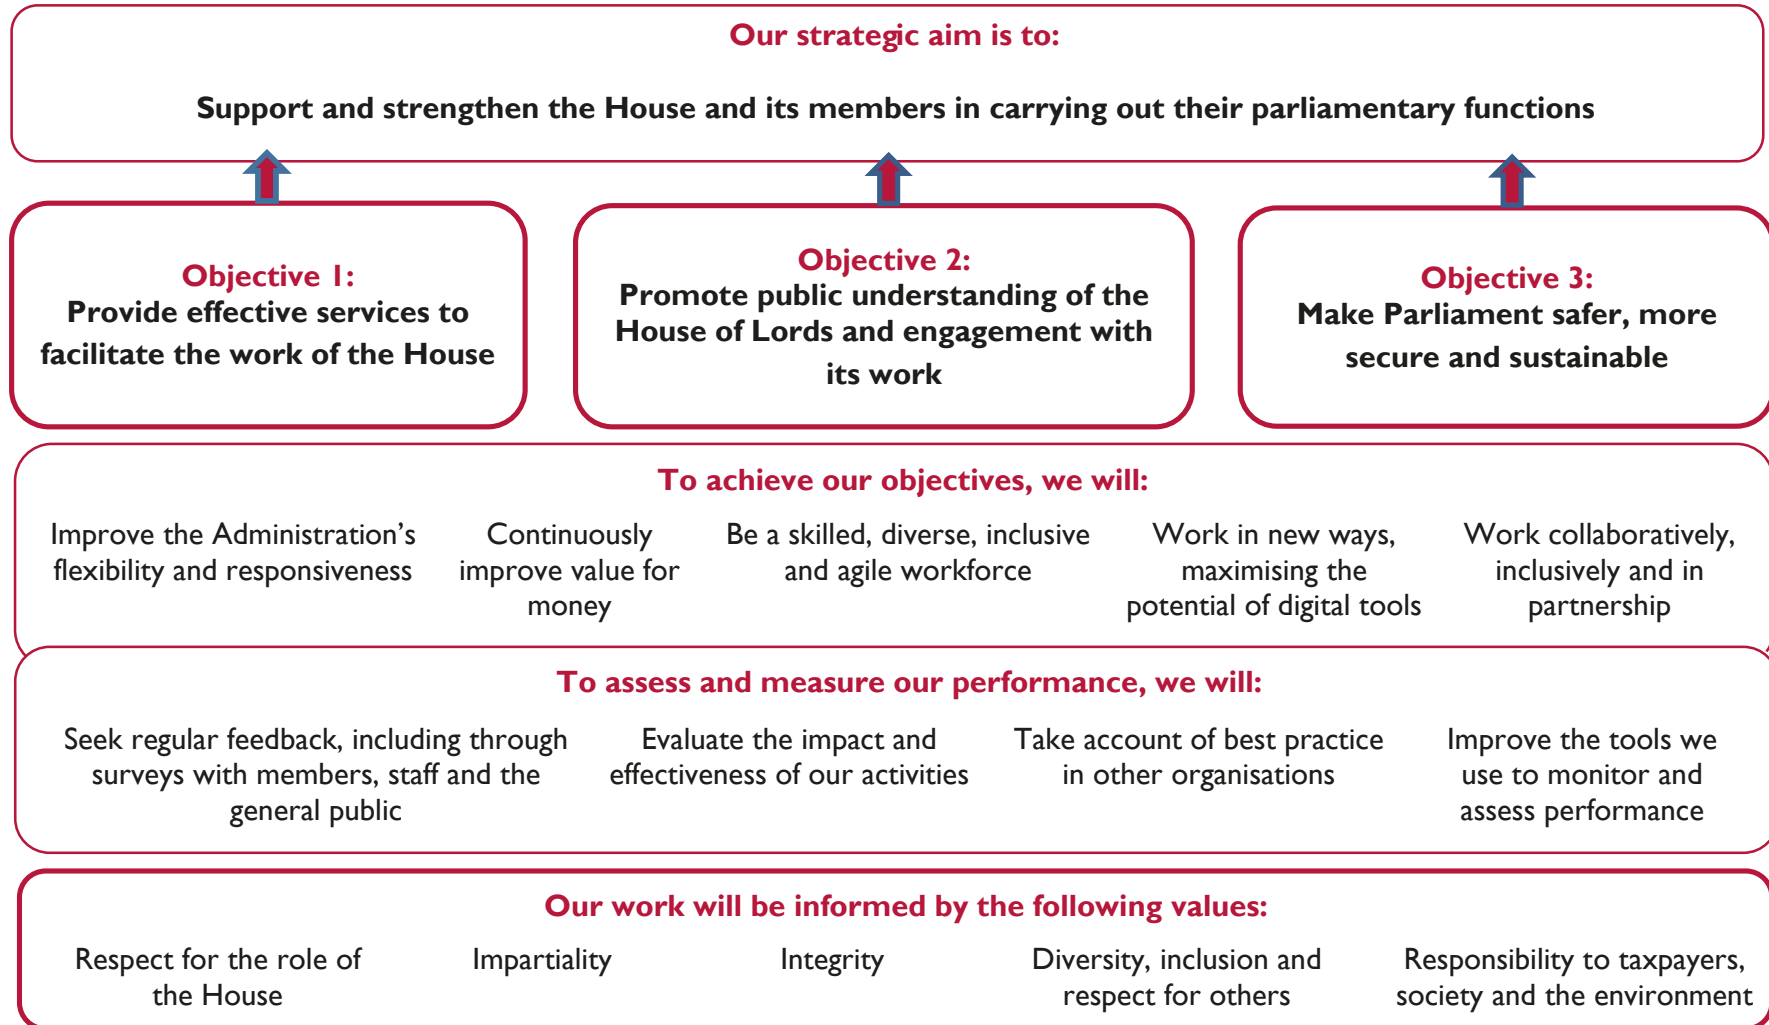 Our strategic aim is to:
Support and strengthen the House and its members in carrying out their parliamentary functions
Objective 1:
Provide effective services to
facilitate the work of the House
Objective 2:
Promote public understanding of the
House of Lords and engagement with
its work
Objective 3:
Make Parliament safer, more
secure and sustainable
To achieve our objectives, we will:
Improve the Administration’s
flexibility and responsiveness
Continuously
improve value for
money
Be a skilled, diverse, inclusive
and agile workforce
Work in new ways,
maximising the
potential of digital tools
Work collaboratively,
inclusively and in
partnership
To assess and measure our performance, we will:
Seek regular feedback, including through
surveys with members, staff and the
general public
Evaluate the impact and
effectiveness of our activities
Take account of best practice
in other organisations
Improve the tools we
use to monitor and
assess performance
Our work will be informed by the following values:
Respect for the role of
the House
Impartiality
Integrity
Diversity, inclusion and
respect for others
Responsibility to taxpayers,
society and the environment